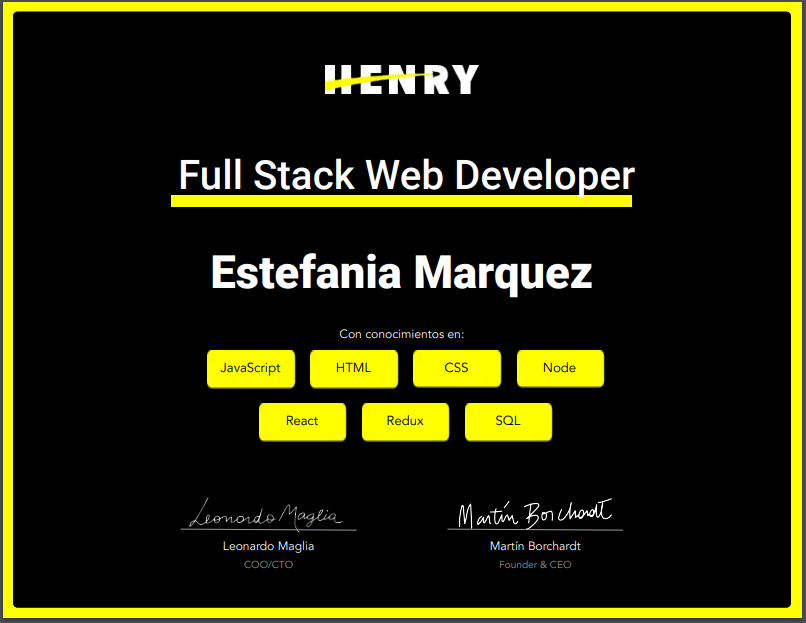 HENRY
Full Stack Web Developer
Estefania Marquez
Con conocimientos en:
JavaScript HTML CSS Node
React Redux SQL
Leonardo Maglia Martín Borchardt
Leonardo Maglia Martín Borchardt
COO/CTO Founder & CEO